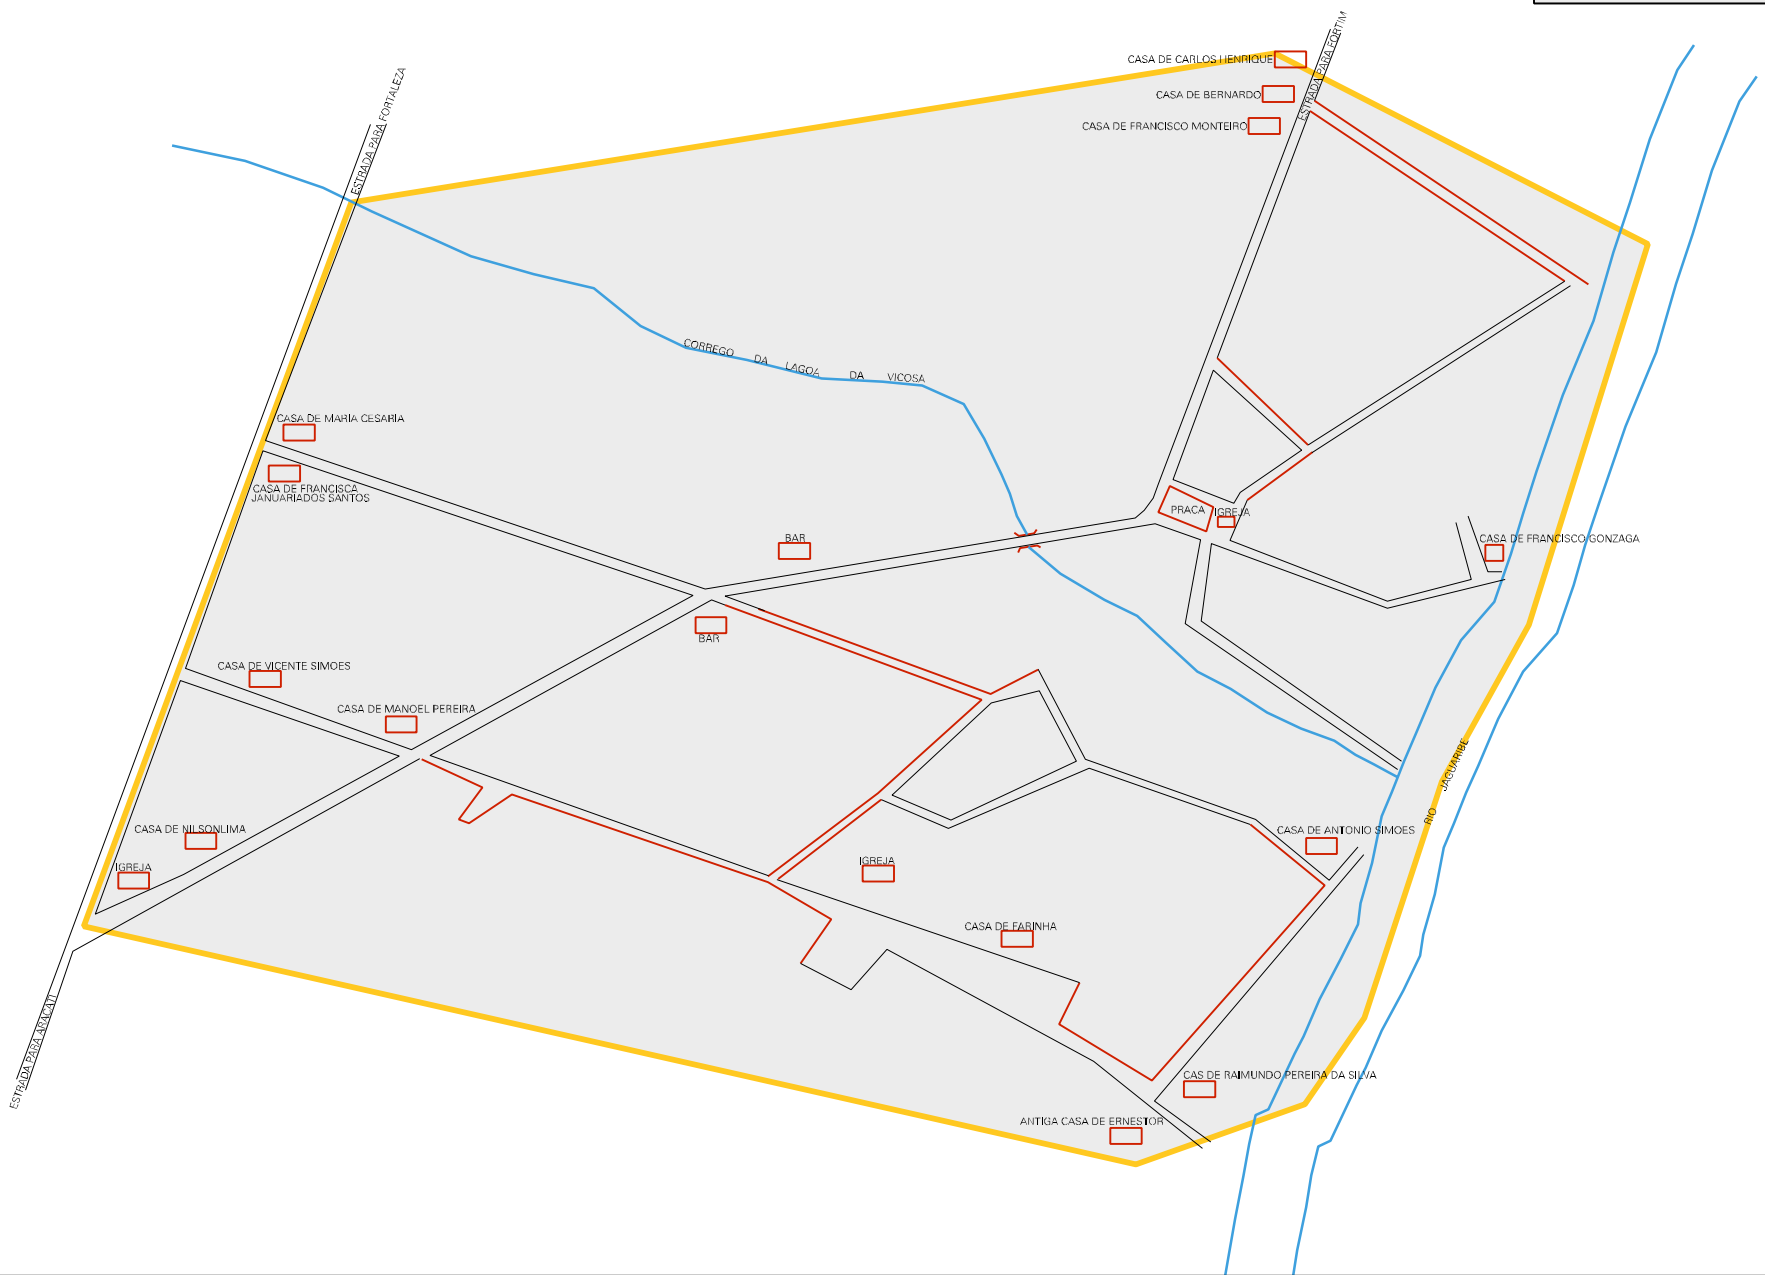 CASA DE CARLOS HENRIQUE
ESTRADA PARA FORTIM
CASA DE BERNARDO
CASA DE FRANCISCO MONTEIRO
ESTRADA PARA FORTALEZA
CORREGO DA LAGOA DA VICOSA
CASA DE MARIA CESARIA
CASA DE FRANCISCA
JANUARIADOS SANTOS
PRACA
IGREJA
BAR
CASA DE FRANCISCO GONZAGA
BAR
CASA DE VICENTE SIMOES
CASA DE MANOEL PEREIRA
RIO JAGUARIBE
CASA DE NILSONLIMA
CASA DE ANTONIO SIMOES
IGREJA
IGREJA
CASA DE FARINHA
ESTRADA PARA ARACATI
CAS DE RAIMUNDO PEREIRA DA SILVA
ANTIGA CASA DE ERNESTOR